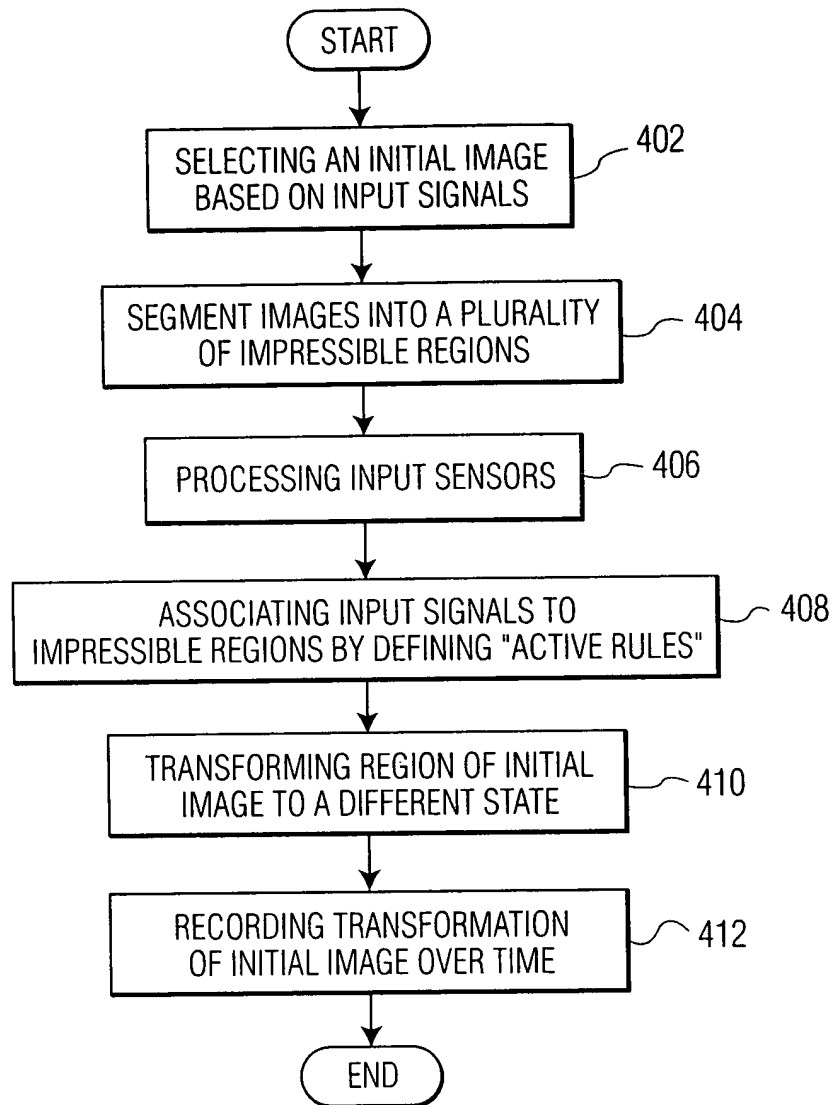 START
SELECTING AN INITIAL IMAGE
BASED ON INPUT SIGNALS
402
SEGMENT IMAGES INTO A PLURALITY
OF IMPRESSIBLE REGIONS
404
PROCESSING INPUT SENSORS
406
ASSOCIATING INPUT SIGNALS TO
IMPRESSIBLE REGIONS BY DEFINING "ACTIVE RULES"
408
TRANSFORMING REGION OF INITIAL
IMAGE TO A DIFFERENT STATE
410
RECORDING TRANSFORMATION
OF INITIAL IMAGE OVER TIME
412
END